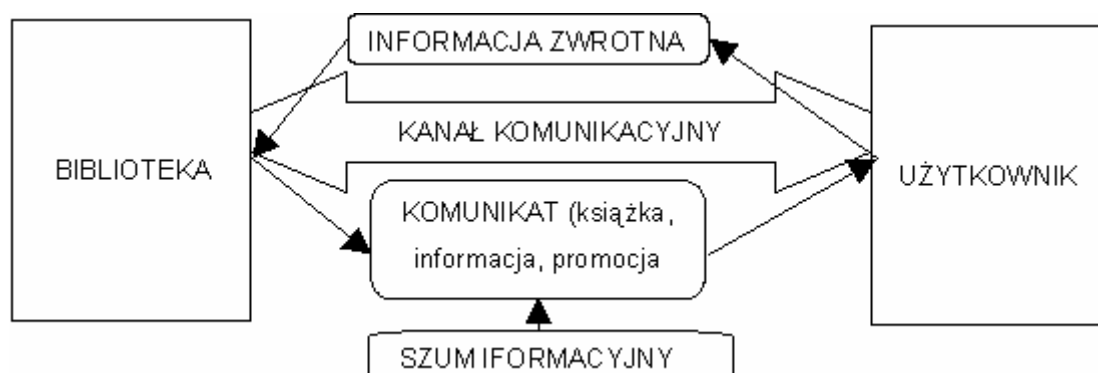 INFORMACJA ZWROTNA
KANAŁ KOMUNIKACYJNY
BIBLIOTEKA
UŻYTKOWNIK
KOMUNIKAT (książka,
informacja, promocja
SZUM IFORMACYJNY